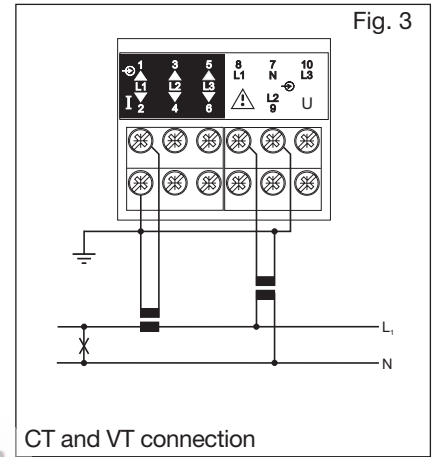 Fig. 3
1 3 5 8 7 10
L1 N L3
L1 L2 L3
I L2 U
2 4 6 9
L1
N
CT and VT connection